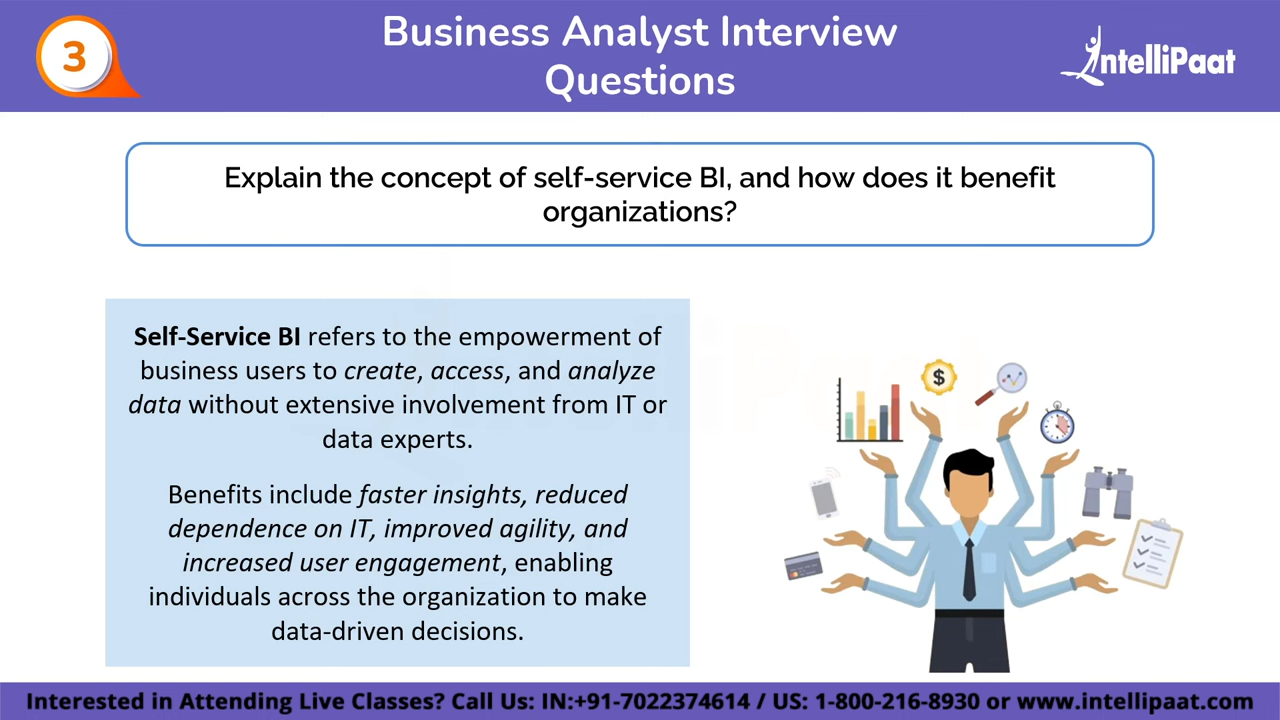 3
Business Analyst Interview
Questions
IntelliPaat
Explain the concept of self-service BI, and how does it benefit
organizations?
Self-Service BI refers to the empowerment of
business users to create, access, and analyze
data without extensive involvement from IT or
data experts.
Benefits include faster insights, reduced
dependence on IT, improved agility, and
increased user engagement, enabling
individuals across the organization to make
data-driven decisions.
$
Interested in Attending Live Classes? Call Us: IN:+91-7022374614 / US: 1-800-216-8930 or www.intellipaat.com